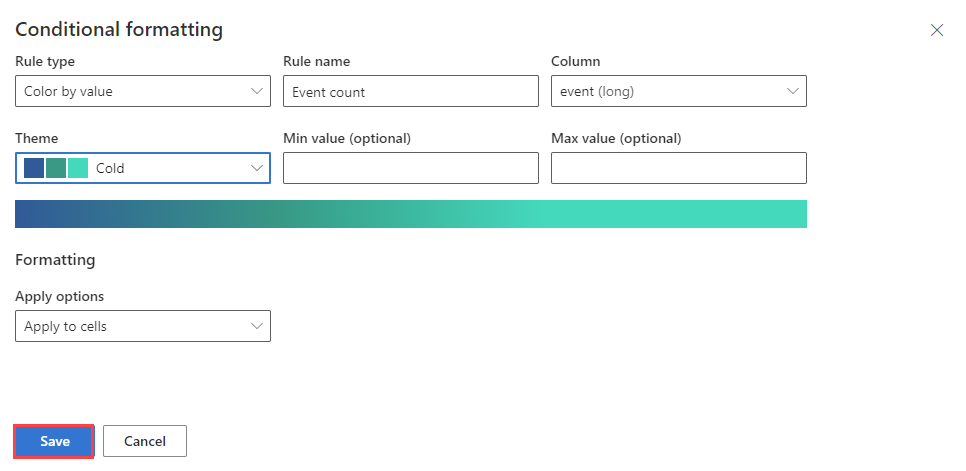 Conditional formatting
Rule type Rule name Column
Color by value Event count event (long)
Theme Min value (optional) Max value (optional)
Cold
Formatting
Apply options
Apply to cells
Save Cancel